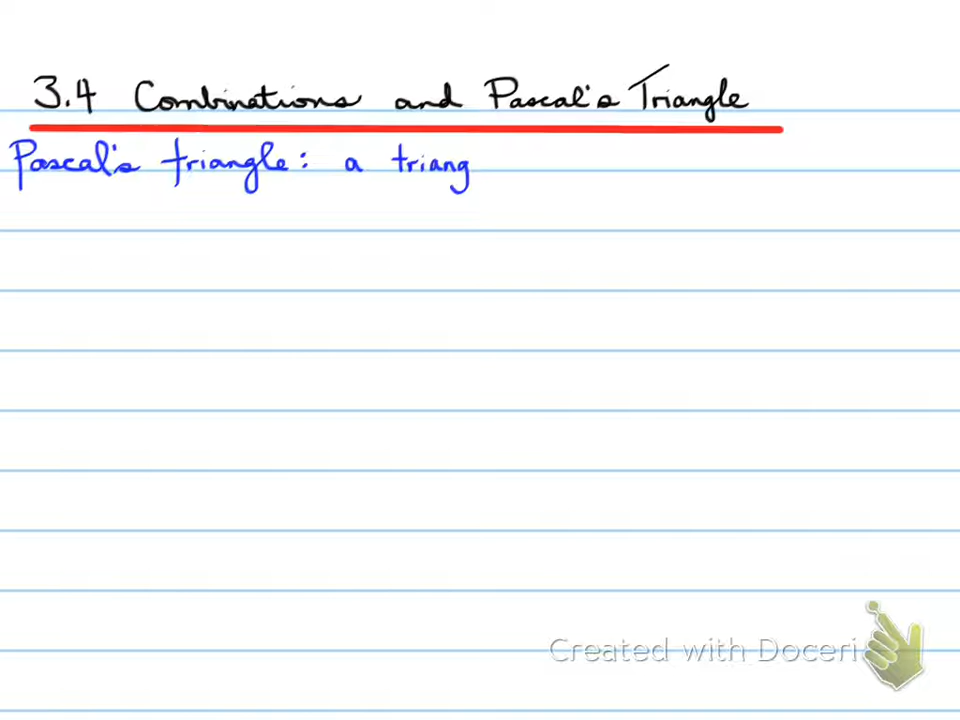 3.4 Combinations and Pascal's Triangle
Pascal's triangle: a triang
Created with Doceri